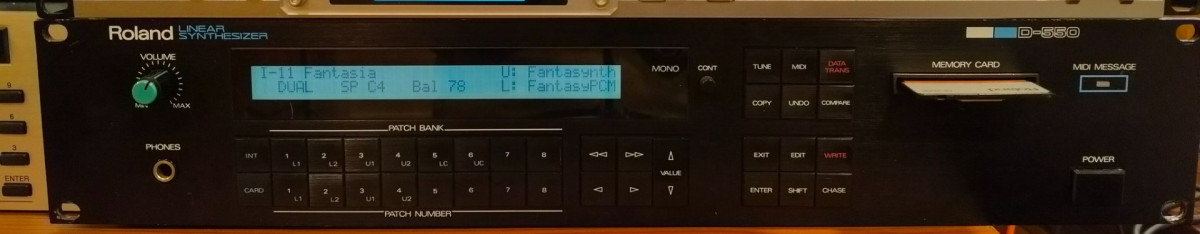 Roland LINEAR SYNTHESIZER
D-550
VOLUME
MIN MAX
PHONES
I-11 Fantasia U: Fantasynth
DUAL SP C4 Bal 78 L: FantasyPCM
MONO CONT
PATCH BANK
INT 1 L1 2 L2 3 U1 4 U2 5 LC 6 UC 7 8
CARD 1 L1 2 L2 3 U1 4 U2 5 6 7 8
PATCH NUMBER
VALUE
TUNE MIDI DATA TRANS
COPY UNDO COMPARE
EXIT EDIT WRITE
ENTER SHIFT CHASE
MEMORY CARD
MIDI MESSAGE
POWER
9
6
3
ENTER